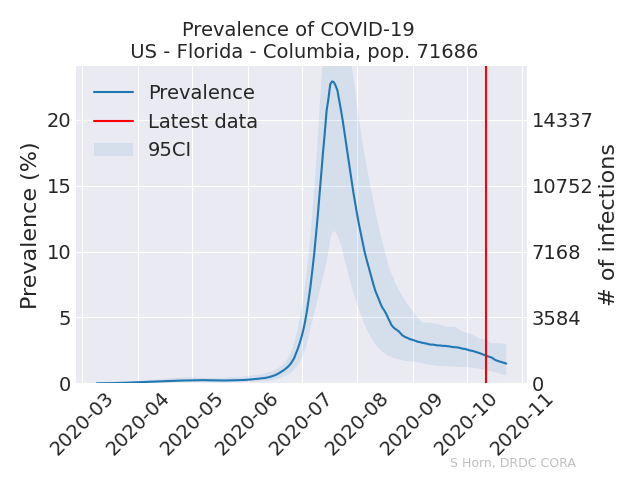 Prevalence of COVID-19
US - Florida - Columbia, pop. 71686
Prevalence
Latest data
95CI
Prevalence (%)
20
15
10
5
0
14337
10752
7168
3584
0
# of infections
2020-03
2020-04
2020-05
2020-06
2020-07
2020-08
2020-09
2020-10
2020-11
S Horn, DRDC CORA